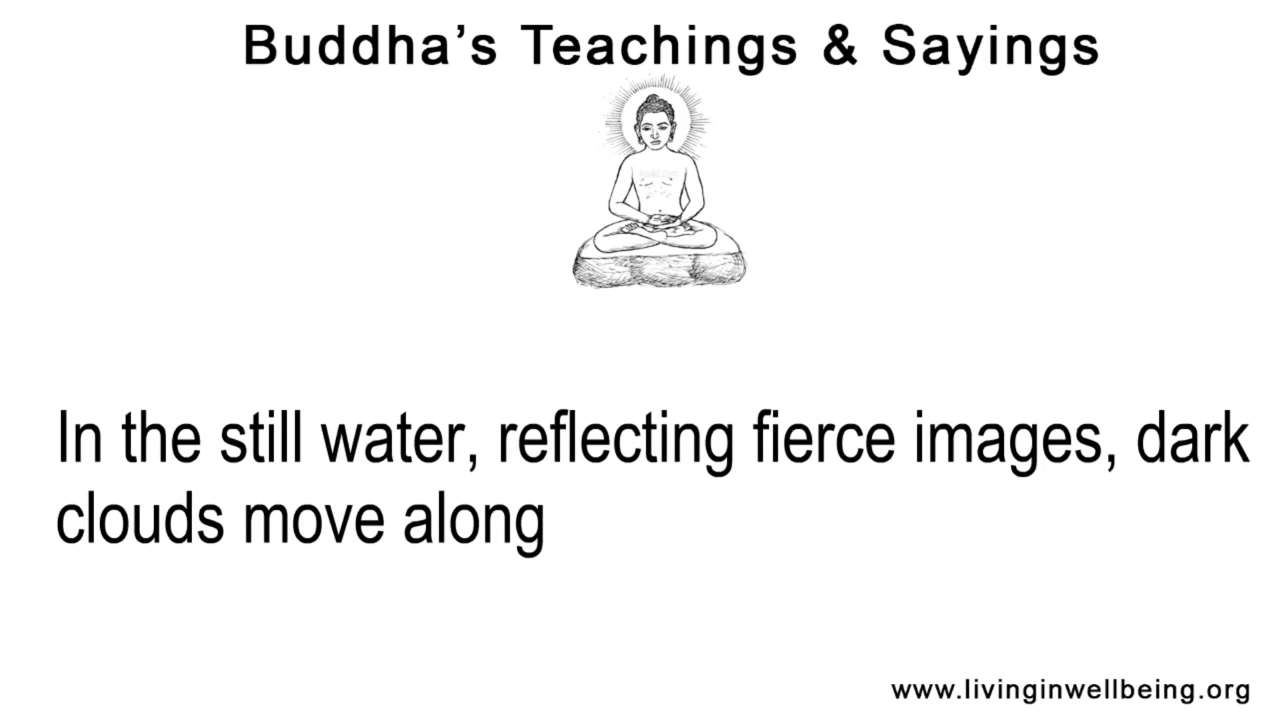 Buddha’s Teachings & Sayings
In the still water, reflecting fierce images, dark
clouds move along
www.livinginwellbeing.org